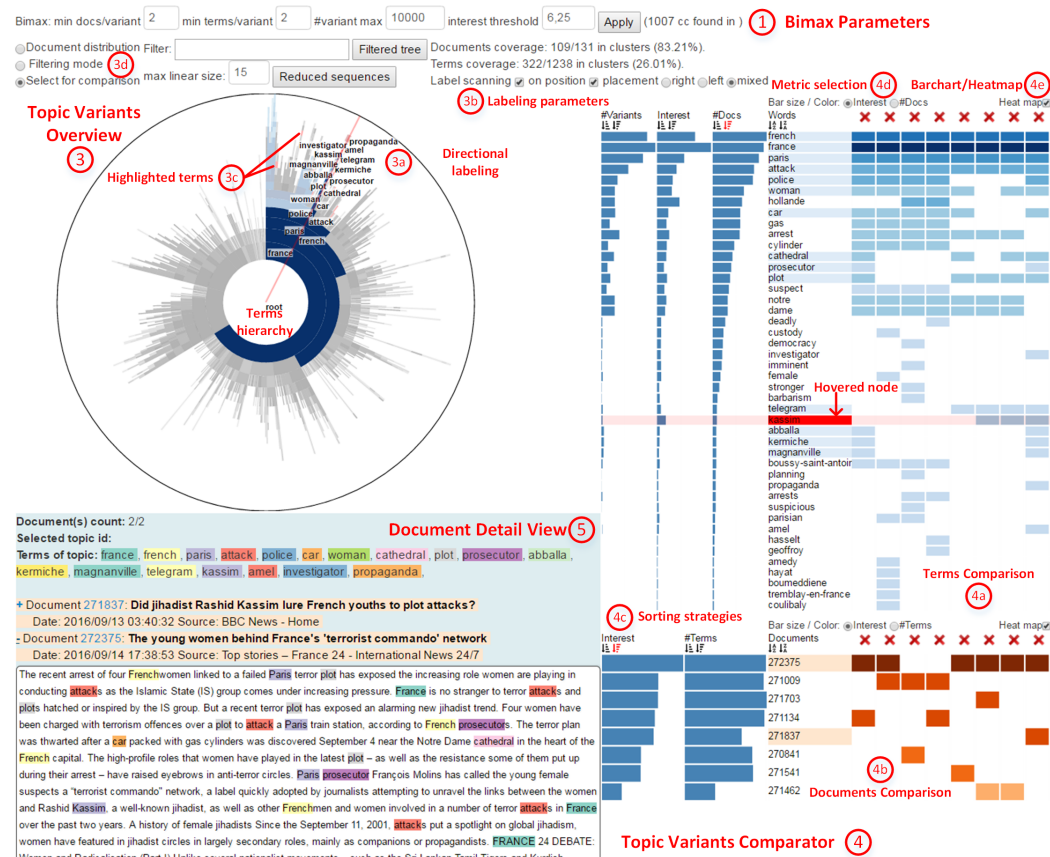 Bimax: min docs/variant 2 min terms/variant 2 #variant max 10000 interest threshold 6,25 Apply (1007 cc found in ) 1 Bimax Parameters
Document distribution Filter: Filtered tree Documents coverage: 109/131 in clusters (83.21%).
Filtering mode 3d Terms coverage: 322/1238 in clusters (26.01%).
Select for comparison max linear size: 15 Reduced sequences Label scanning on position placement right left mixed
Topic Variants
Overview
3
3b Labeling parameters
3a
Directional
labeling
Highlighted terms 3c
propaganda
investigator amel
kassim telegram
magnanville kermiche
abballa prosecutor
plot cathedral
woman car
police attack
paris french
france
root
Terms
hierarchy
Metric selection 4d Barchart/Heatmap 4e
Bar size / Color: Interest #Docs Heat map
#Variants Interest #Docs Words
french
france
paris
attack
police
woman
hollande
car
gas
arrest
cylinder
cathedral
prosecutor
plot
suspect
notre
dame
deadly
custody
democracy
investigator
imminent
female
stronger
barbarism
Hovered node
telegram
kassim
abballa
kermiche
magnanville
boussy-saint-antoin
planning
propaganda
arrests
suspicious
parisian
amel
hasselt
geoffroy
amedy
hayat
boumeddiene
tremblay-en-france
coulibaly
Terms Comparison
4a
4c Sorting strategies
Bar size / Color: Interest #Terms Heat map
Interest #Terms Documents
272375
271009
271703
271134
271837
270841
271541
271462
4b
Documents Comparison
Topic Variants Comparator 4
Document(s) count: 2/2
Document Detail View 5
Selected topic id:
Terms of topic: france, french, paris, attack, police, car, woman, cathedral, plot, prosecutor, abballa,
kermiche, magnanville, telegram, kassim, amel, investigator, propaganda,
+ Document 271837: Did jihadist Rashid Kassim lure French youths to plot attacks?
Date: 2016/09/13 03:40:32 Source: BBC News - Home
- Document 272375: The young women behind France's 'terrorist commando' network
Date: 2016/09/14 17:38:53 Source: Top stories – France 24 - International News 24/7
The recent arrest of four Frenchwomen linked to a failed Paris terror plot has exposed the increasing role women are playing in
conducting attacks as the Islamic State (IS) group comes under increasing pressure. France is no stranger to terror attacks and
plots hatched or inspired by the IS group. But a recent terror plot has exposed an alarming new jihadist trend. Four women have
been charged with terrorism offences over a plot to attack a Paris train station, according to French prosecutors. The terror plan
was thwarted after a car packed with gas cylinders was discovered September 4 near the Notre Dame cathedral in the heart of the
French capital. The high-profile roles that women have played in the latest plot – as well as the resistance some of them put up
during their arrest – have raised eyebrows in anti-terror circles. Paris prosecutor François Molins has called the young female
suspects a "terrorist commando" network, a label quickly adopted by journalists attempting to unravel the links between the women
and Rashid Kassim, a well-known jihadist, as well as other Frenchmen and women involved in a number of terror attacks in France
over the past two years. A history of female jihadists Since the September 11, 2001, attacks put a spotlight on global jihadism,
women have featured in jihadist circles in largely secondary roles, mainly as companions or propagandists. FRANCE 24 DEBATE: